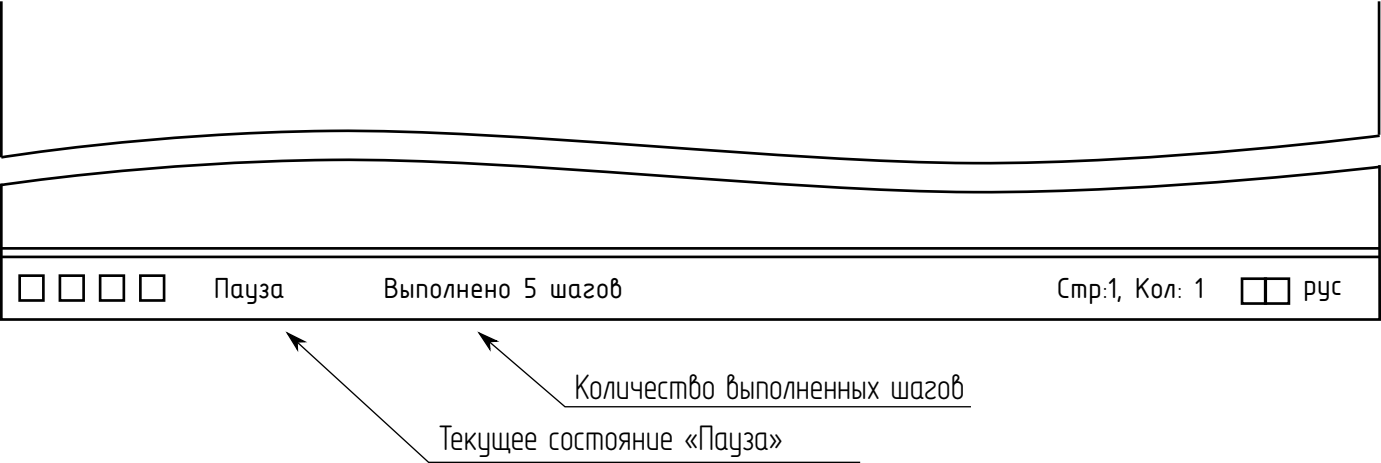 Пауза Выполнено 5 шагов Стр:1, Кол: 1 рус
Количество выполненных шагов
Текущее состояние «Пауза»